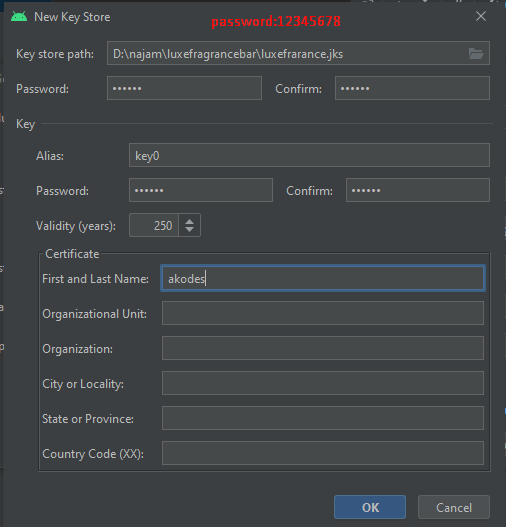 New Key Store
password:12345678
Key store path: D:\najam\luxefragrancebar\luxefrarance.jks
Password: •••••• Confirm: ••••••
Key
Alias: key0
Password: •••••• Confirm: ••••••
Validity (years): 250
Certificate
First and Last Name: akodes
Organizational Unit:
Organization:
City or Locality:
State or Province:
Country Code (XX):
OK Cancel